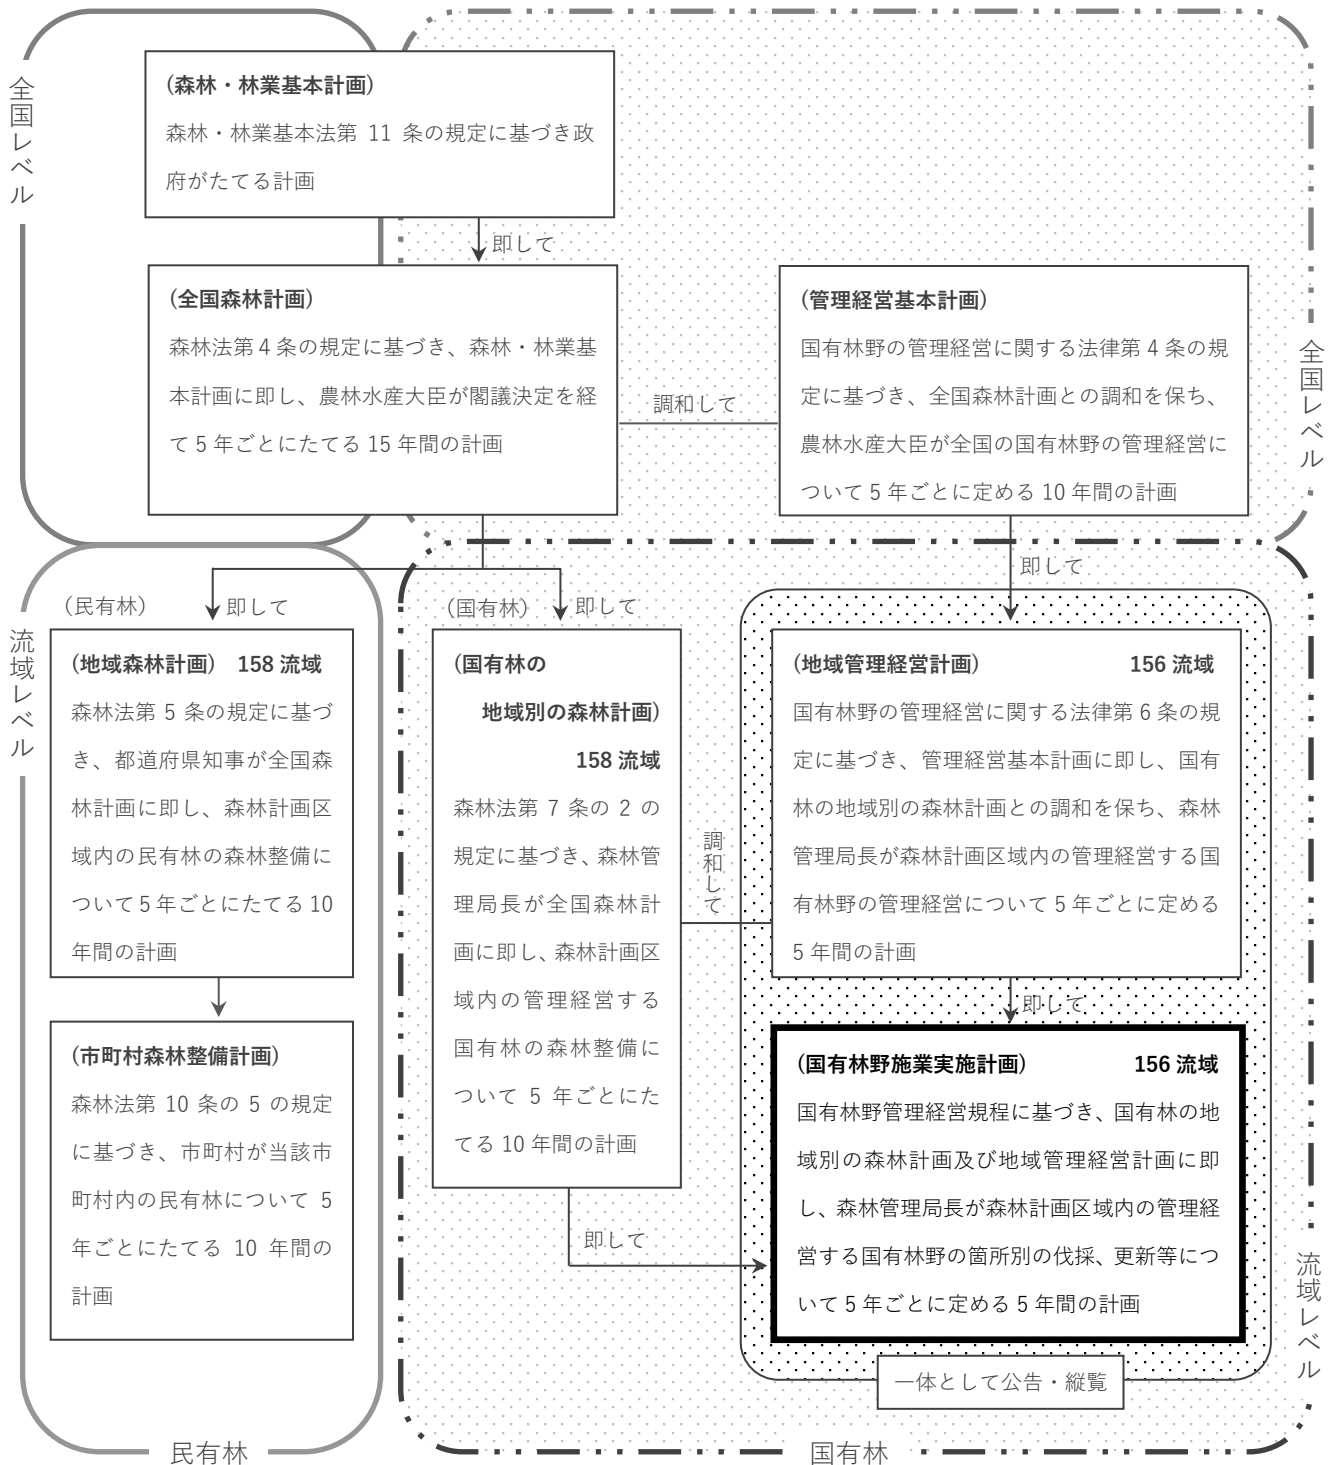 全国レベル
(森林・林業基本計画)
森林・林業基本法第 11 条の規定に基づき政
府がたてる計画
即して
(全国森林計画)
森林法第 4 条の規定に基づき、森林・林業基
本計画に即し、農林水産大臣が閣議決定を経
て 5 年ごとにたてる 15 年間の計画
調和して
(管理経営基本計画)
国有林野の管理経営に関する法律第 4 条の規
定に基づき、全国森林計画との調和を保ち、
農林水産大臣が全国の国有林野の管理経営に
ついて 5 年ごとに定める 10 年間の計画
全国レベル
即して
流域レベル
（民有林）
即して
(地域森林計画) 158 流域
森林法第 5 条の規定に基づ
き、都道府県知事が全国森
林計画に即し、森林計画区
域内の民有林の森林整備に
ついて 5 年ごとにたてる 10
年間の計画
(市町村森林整備計画)
森林法第 10 条の 5 の規定
に基づき、市町村が当該市
町村内の民有林について 5
年ごとにたてる 10 年間の
計画
民有林
（国有林）
即して
(国有林の
地域別の森林計画)
158 流域
森林法第 7 条の 2 の
規定に基づき、森林管
理局長が全国森林計
画に即し、森林計画区
域内の管理経営する
国有林の森林整備に
ついて 5 年ごとにた
てる 10 年間の計画
調和して
即して
(地域管理経営計画) 156 流域
国有林野の管理経営に関する法律第 6 条の規
定に基づき、管理経営基本計画に即し、国有
林の地域別の森林計画との調和を保ち、森林
管理局長が森林計画区域内の管理経営する国
有林野の管理経営について 5 年ごとに定める
5 年間の計画
即して
(国有林野施業実施計画) 156 流域
国有林野管理経営規程に基づき、国有林の地
域別の森林計画及び地域管理経営計画に即
し、森林管理局長が森林計画区域内の管理経
営する国有林野の箇所別の伐採、更新等につ
いて 5 年ごとに定める 5 年間の計画
一体として公告・縦覧
流域レベル
国有林